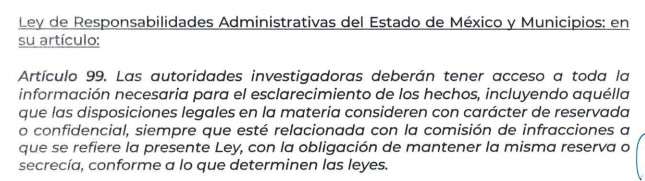 Ley de Responsabilidades Administrativas del Estado de México y Municipios: en
su artículo:
Artículo 99. Las autoridades investigadoras deberán tener acceso a toda la
información necesaria para el esclarecimiento de los hechos, incluyendo aquélla
que las disposiciones legales en la materia consideren con carácter de reservada
o confidencial, siempre que esté relacionada con la comisión de infracciones a
que se refiere la presente Ley, con la obligación de mantener la misma reserva o
secrecía, conforme a lo que determinen las leyes.